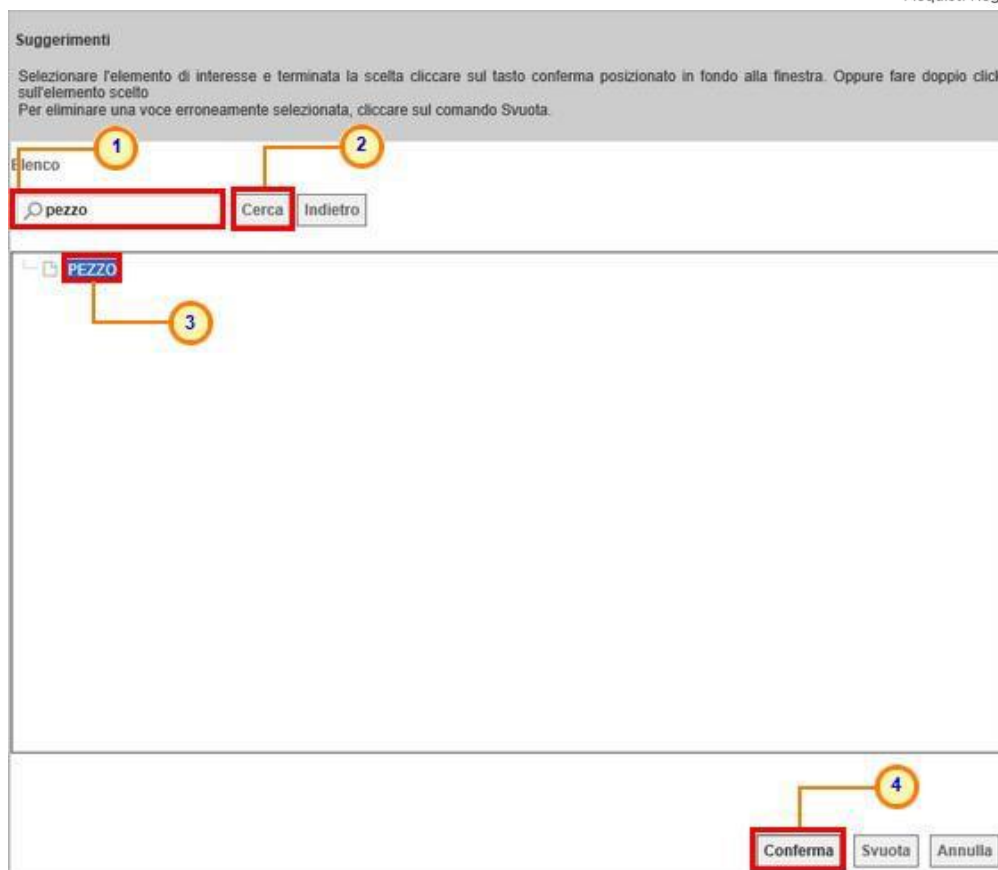 Suggerimenti
Selezionare l'elemento di interesse e terminata la scelta cliccare sul tasto conferma posizionato in fondo alla finestra. Oppure fare doppio click
sull'elemento scelto
Per eliminare una voce erroneamente selezionata, cliccare sul comando Svuota.
1
2
Elenco
pezzo Cerca Indietro
PEZZO
3
4
Conferma Svuota Annulla